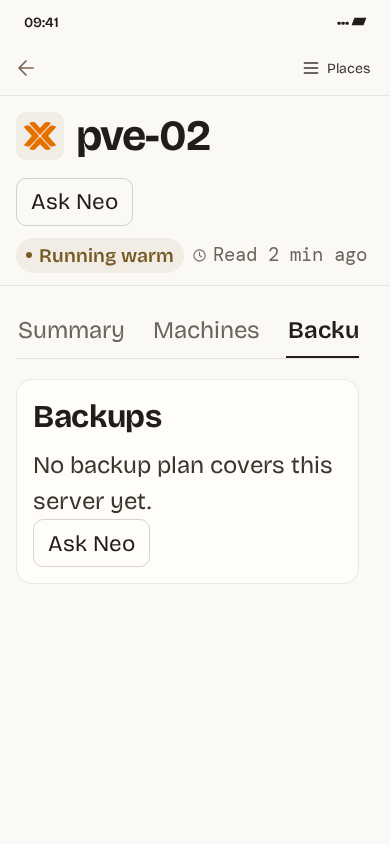 09:41
Places
pve-02
Ask Neo
Running warm
Read 2 min ago
Summary
Machines
Backu
Backups
No backup plan covers this
server yet.
Ask Neo